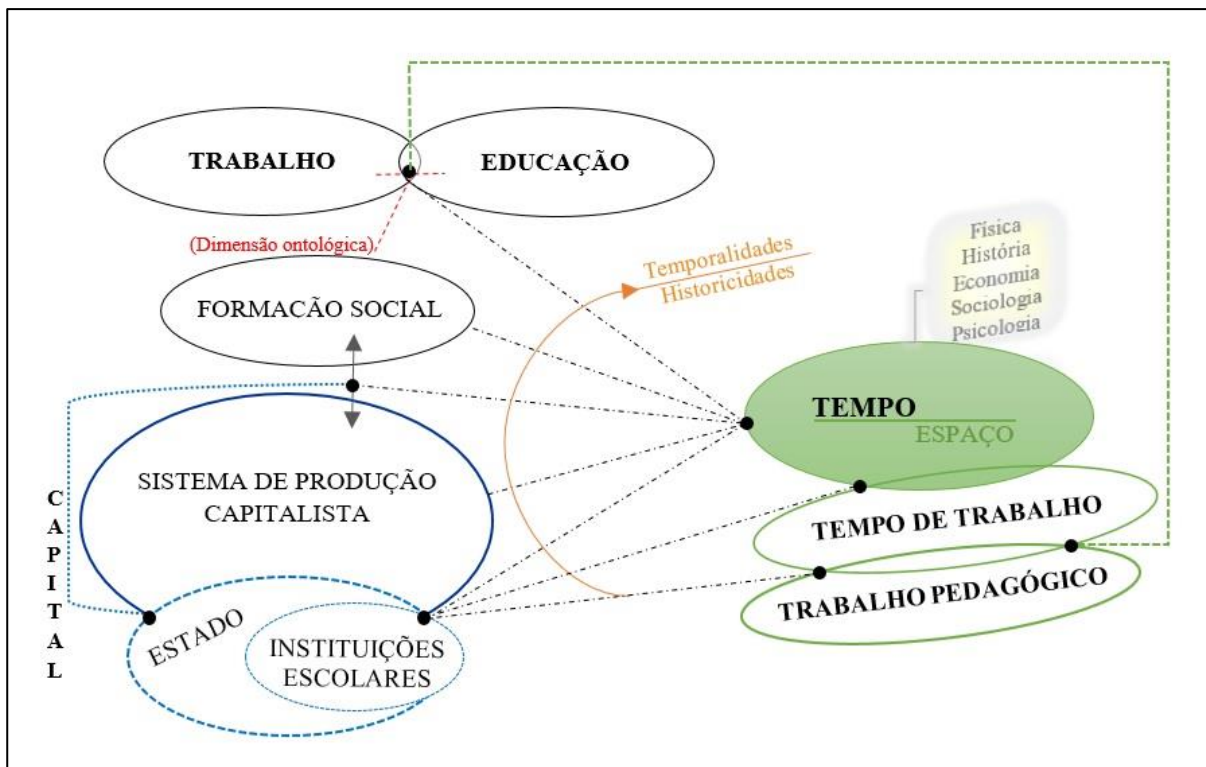 TRABALHO
EDUCAÇÃO
(Dimensão ontológica)
FORMACÃO SOCIAL
Temporalidades
Historicidades
Física
História
Economia
Sociologia
Psicologia
TEMPO
ESPAÇO
SISTEMA DE PRODUÇÃO
CAPITALISTA
CAPITAL
TEMPO DE TRABALHO
TRABALHO PEDAGÓGICO
ESTADO
INSTITUIÇÕES
ESCOLARES